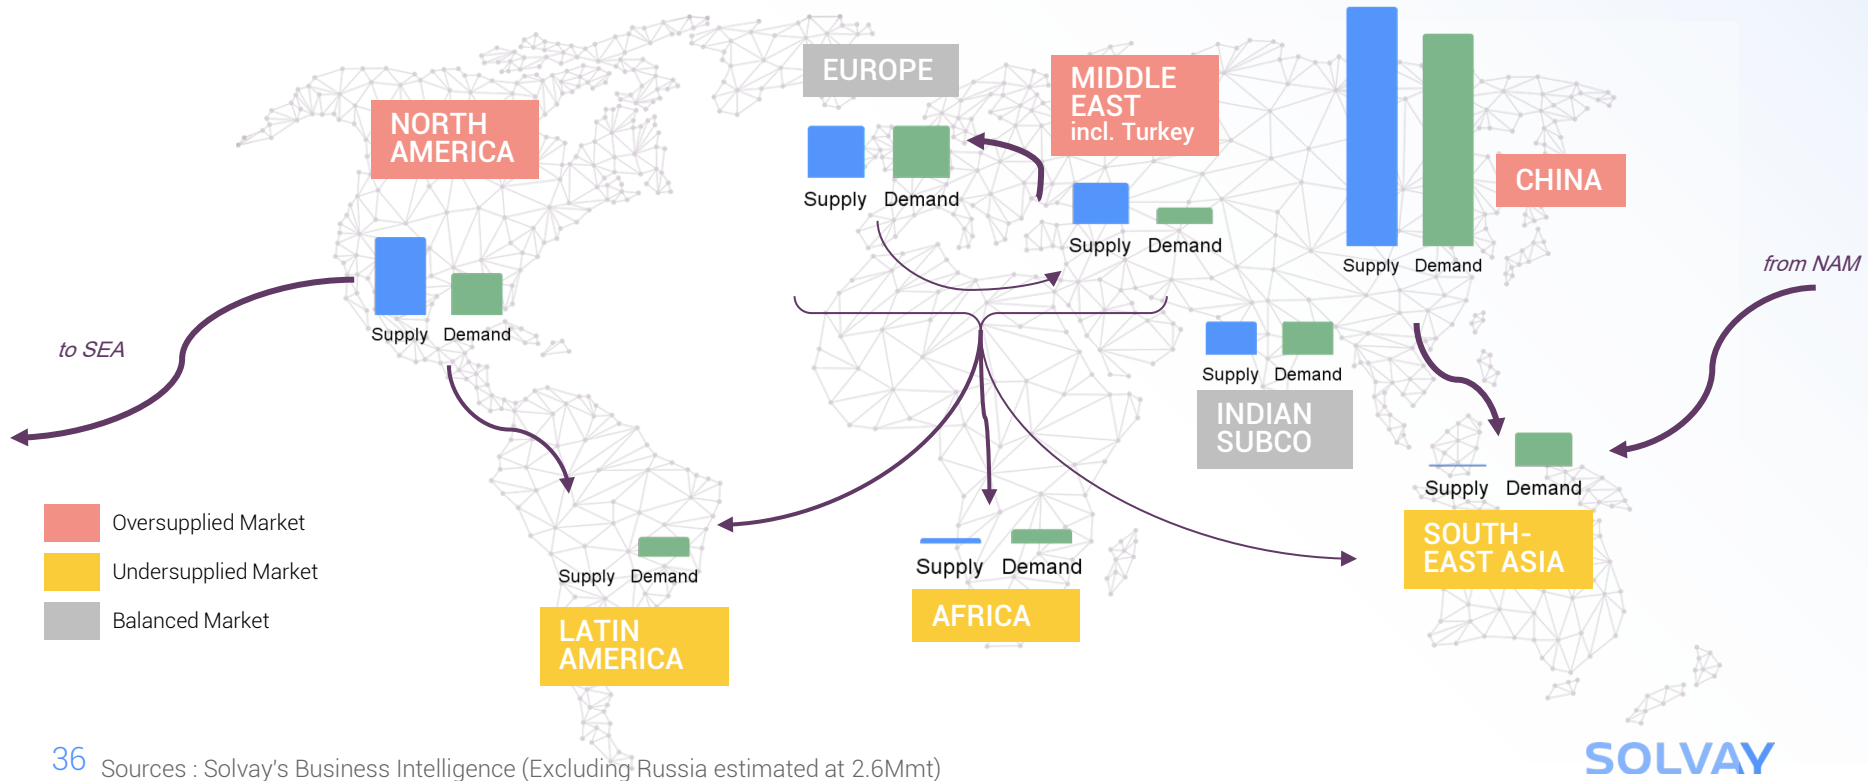 EUROPE
MIDDLE
EAST
incl. Turkey
NORTH
AMERICA
CHINA
Supply Demand
Supply Demand
Supply Demand
from NAM
Supply Demand
to SEA
Supply Demand
INDIAN
SUBCO
Supply Demand
Oversupplied Market
Undersupplied Market
Balanced Market
SOUTH-
EAST ASIA
Supply Demand
Supply Demand
AFRICA
LATIN
AMERICA
36 Sources : Solvay's Business Intelligence (Excluding Russia estimated at 2.6Mmt)
SOLVAY